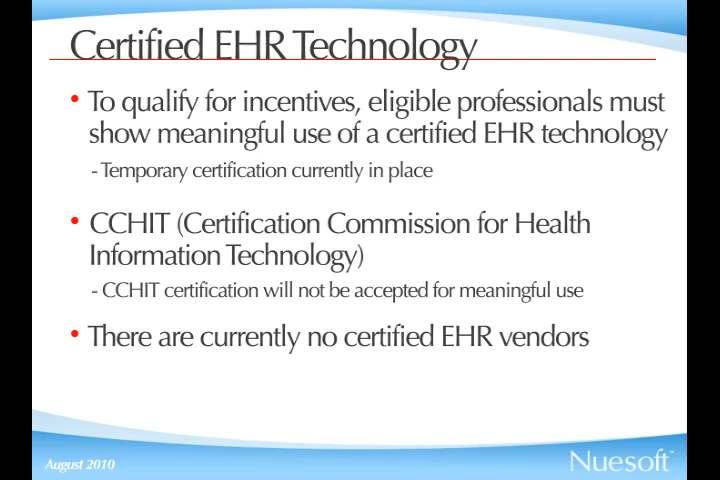 Certified EHR Technology
• To qualify for incentives, eligible professionals must
show meaningful use of a certified EHR technology
- Temporary certification currently in place
• CCHIT (Certification Commission for Health
Information Technology)
- CCHIT certification will not be accepted for meaningful use
• There are currently no certified EHR vendors
August 2010
Nuesoft™